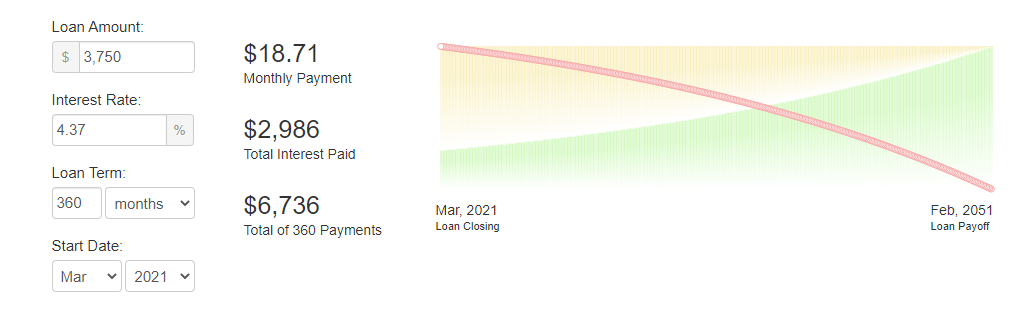 Loan Amount:
$ 3,750
Interest Rate:
4.37 %
Loan Term:
360 months
Start Date:
Mar 2021
$18.71
Monthly Payment
$2,986
Total Interest Paid
$6,736
Total of 360 Payments
Mar, 2021
Loan Closing
Feb, 2051
Loan Payoff